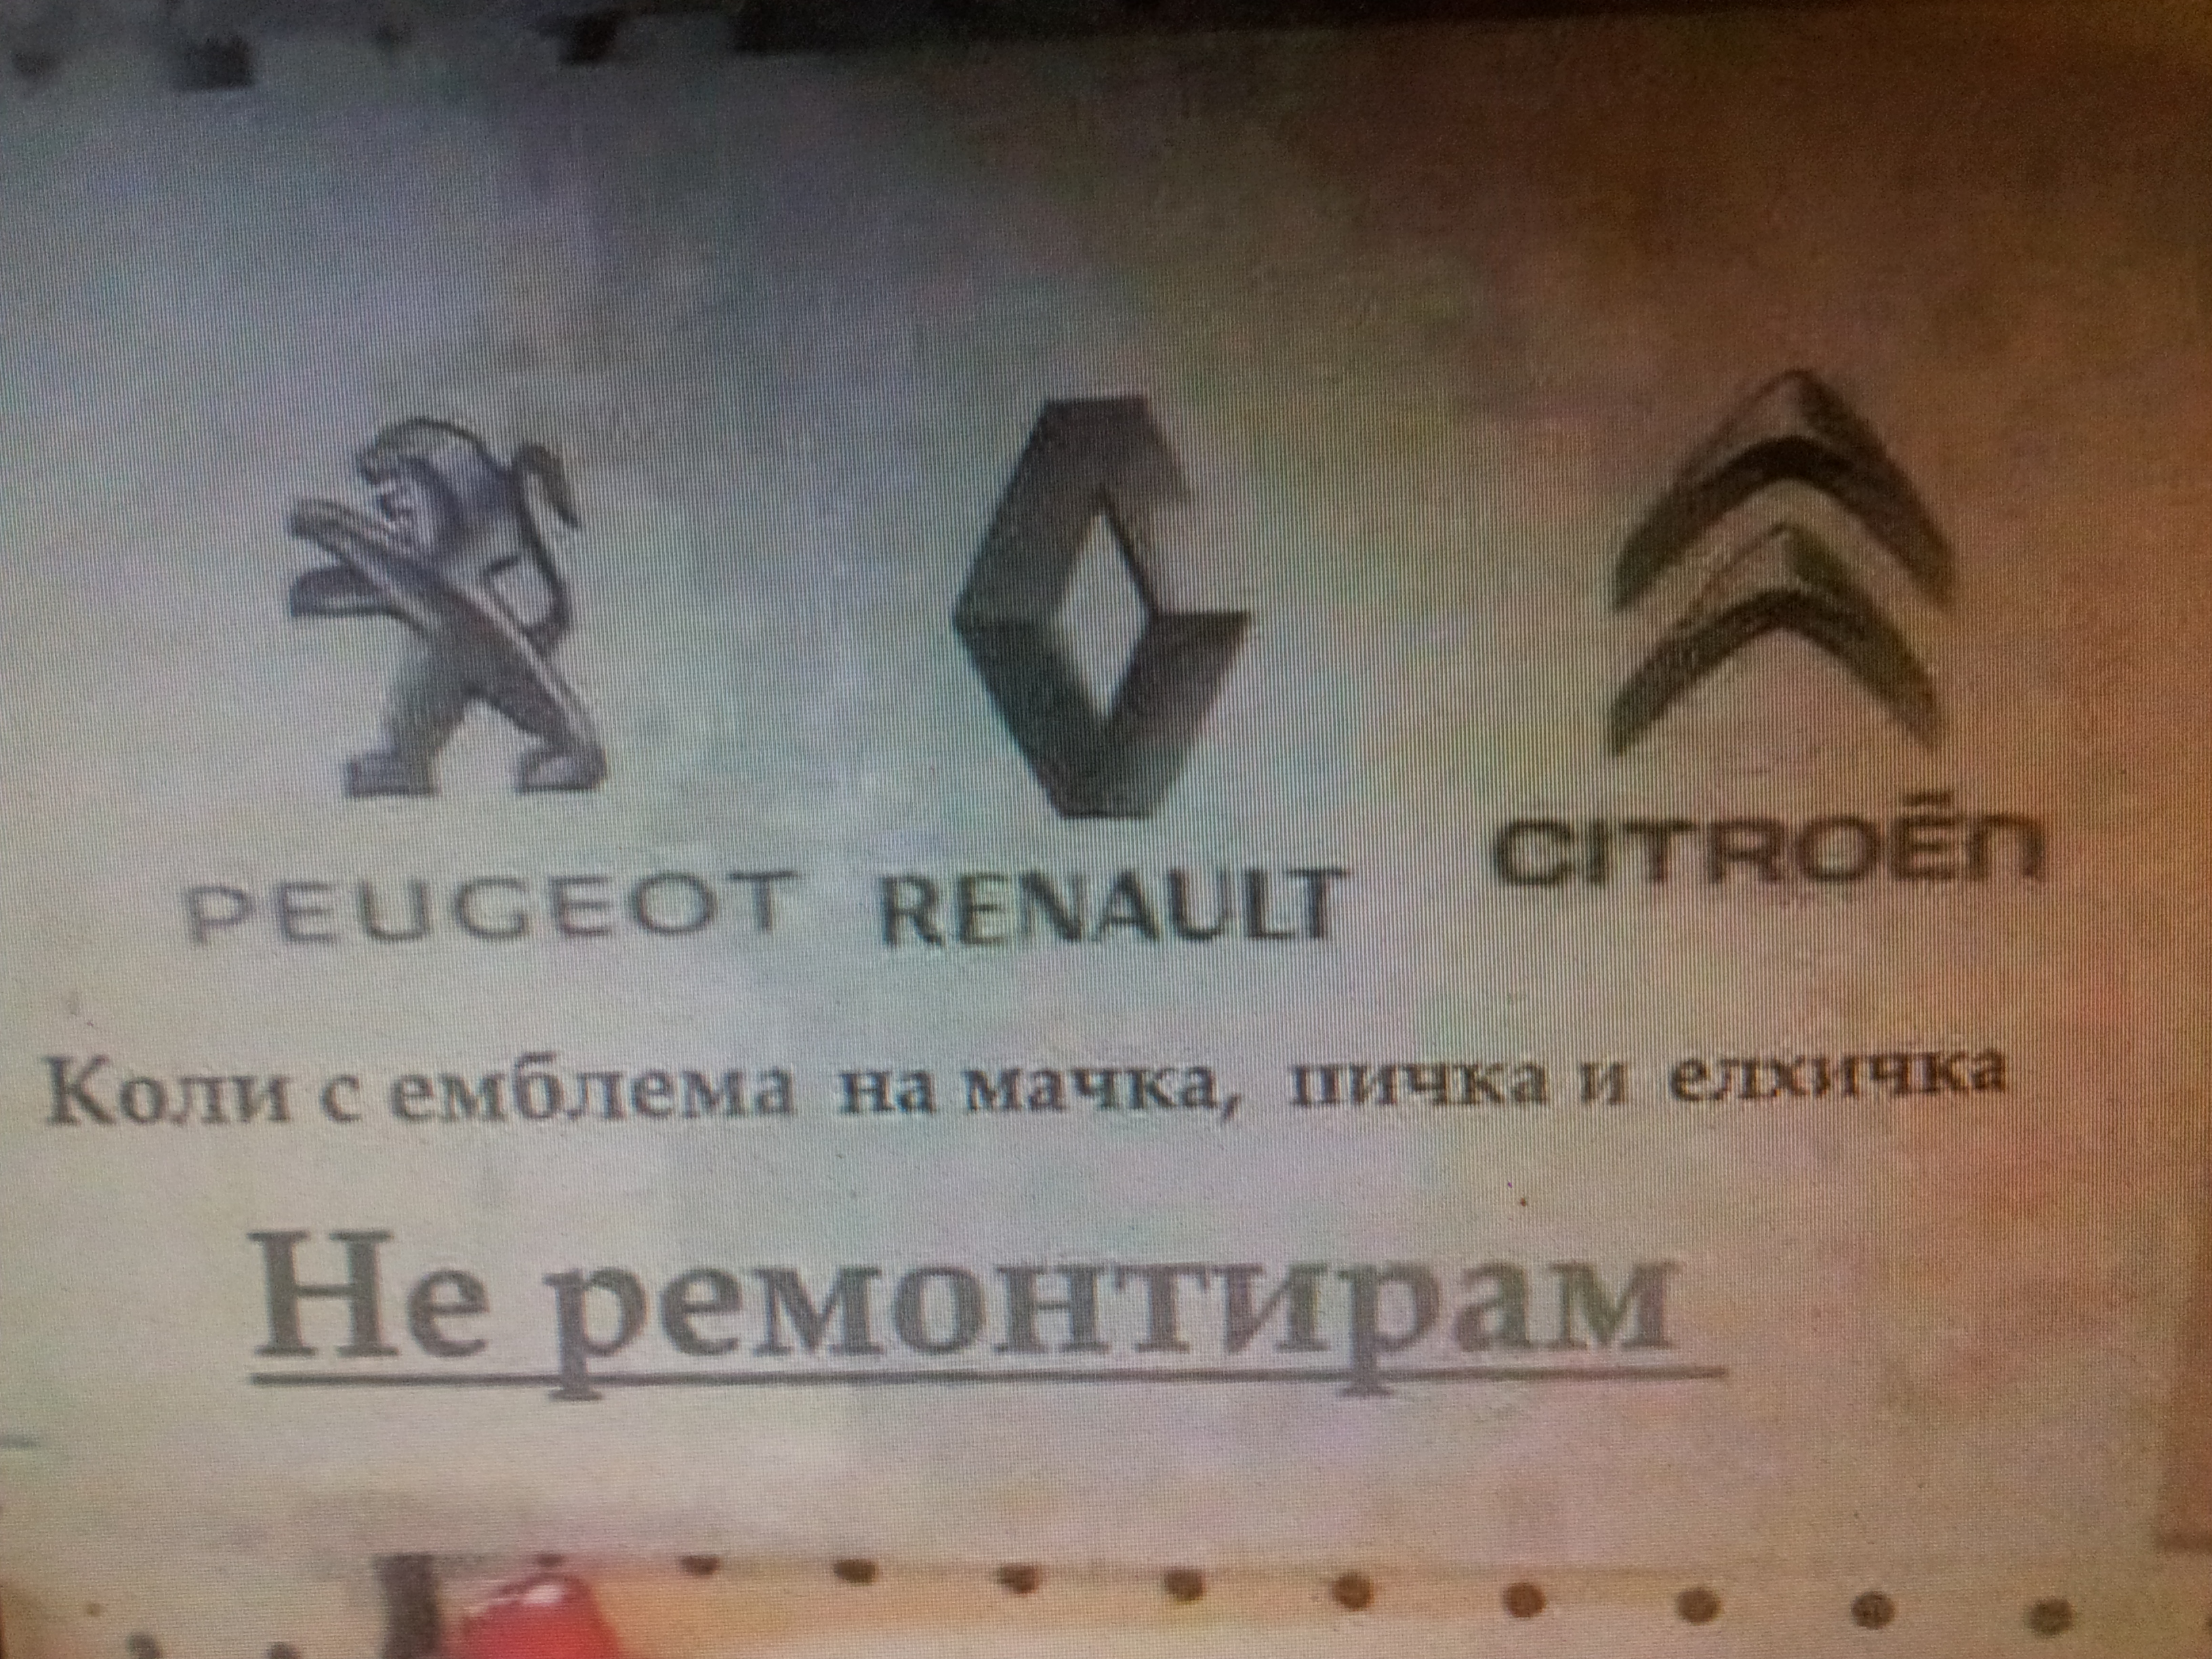 PEUGEOT RENAULT CITROËN
Коли с емблема на мачка, пичка и елхичка
Не ремонтирам